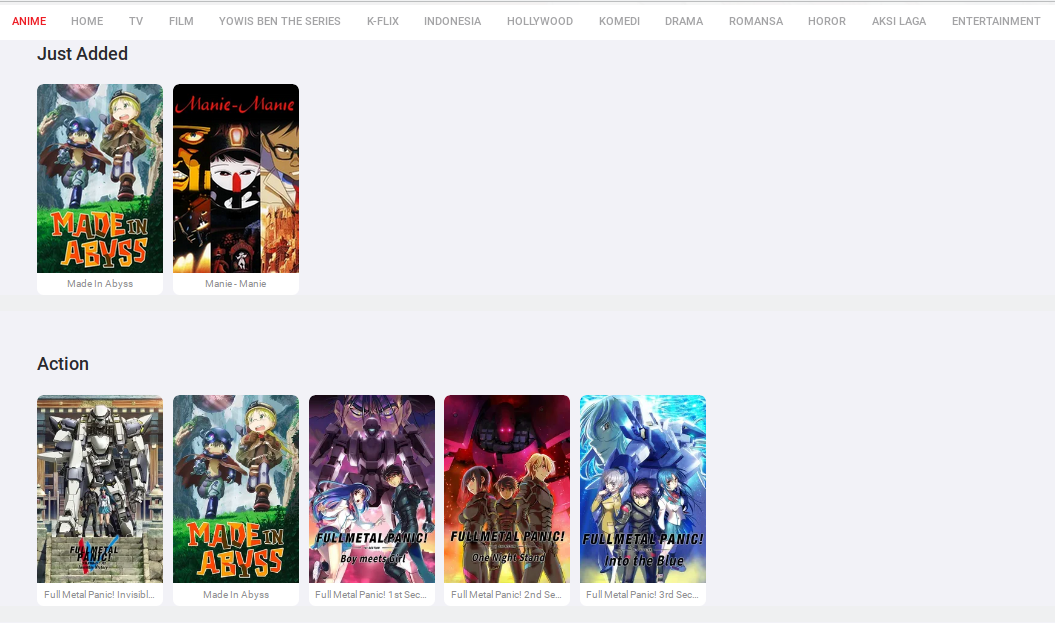 ANIME HOME TV FILM YOWIS BEN THE SERIES K-FLIX INDONESIA HOLLYWOOD KOMEDI DRAMA ROMANSA HOROR AKSI LAGA ENTERTAINMENT
Just Added
Manie-Manie
MADE IN
ABYSS
Made In Abyss
Manie - Manie
Action
FULLMETAL
PANIC!
MADE IN
ABYSS
FULLMETAL PANIC!
Boy meets Girl
FULLMETAL PANIC!
One Night Stand
FULLMETAL PANIC!
Into the Blue
Full Metal Panic! Invisibl...
Made In Abyss
Full Metal Panic! 1st Sec...
Full Metal Panic! 2nd Se...
Full Metal Panic! 3rd Sec...